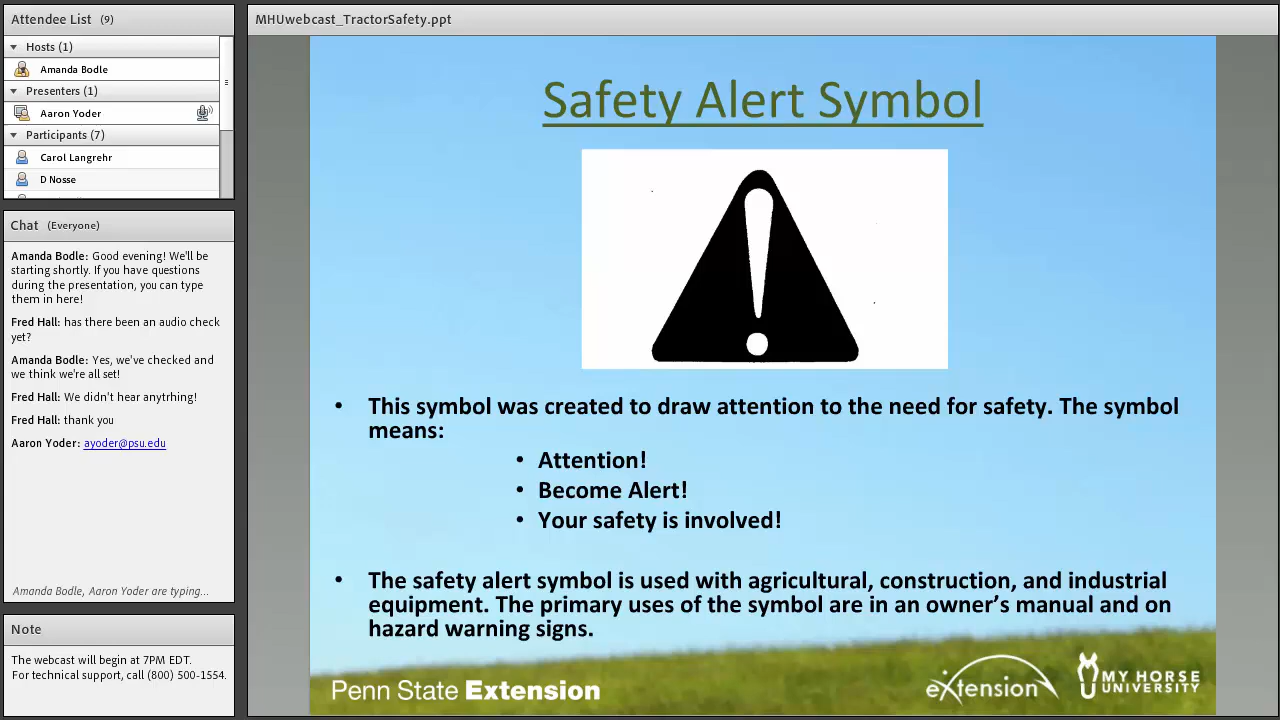 Attendee List (9)
Hosts (1)
Amanda Bodle
Presenters (1)
Aaron Yoder
Participants (7)
Carol Langrehr
D Nosse
Chat (Everyone)
Amanda Bodle: Good evening! We'll be
starting shortly. If you have questions
during the presentation, you can type
them in here!
Fred Hall: has there been an audio check
yet?
Amanda Bodle: Yes, we've checked and
we think we're all set!
Fred Hall: We didn't hear anytrhing!
Fred Hall: thank you
Aaron Yoder: ayoder@psu.edu
Amanda Bodle, Aaron Yoder are typing...
Note
The webcast will begin at 7PM EDT.
For technical support, call (800) 500-1554.
MHUwebcast_TractorSafety.ppt
Safety Alert Symbol
• This symbol was created to draw attention to the need for safety. The symbol
means:
• Attention!
• Become Alert!
• Your safety is involved!
• The safety alert symbol is used with agricultural, construction, and industrial
equipment. The primary uses of the symbol are in an owner’s manual and on
hazard warning signs.
Penn State Extension
eXtension
MY HORSE
UNIVERSITY